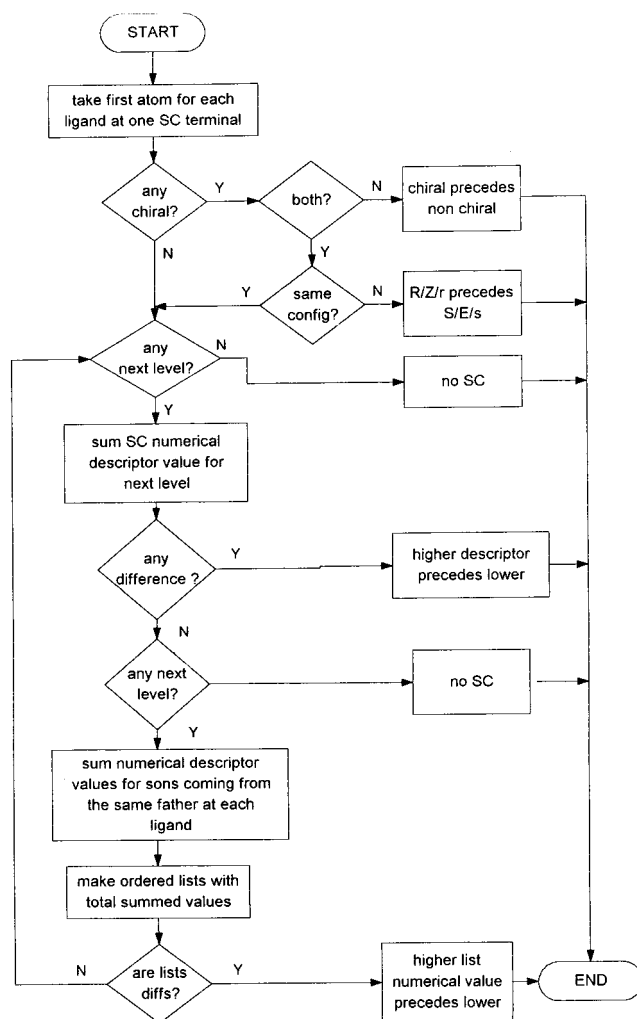 START
take first atom for each
ligand at one SC terminal
any
chiral?
Y
both?
N
chiral precedes
non chiral
N
Y
Y
same
config?
N
R/Z/r precedes
S/E/s
any
next level?
N
no SC
Y
sum SC numerical
descriptor value for
next level
any
difference ?
Y
higher descriptor
precedes lower
N
any next
level?
no SC
Y
sum numerical descriptor
values for sons coming from
the same father at each
ligand
make ordered lists with
total summed values
N
are lists
diffs?
Y
higher list
numerical value
precedes lower
END